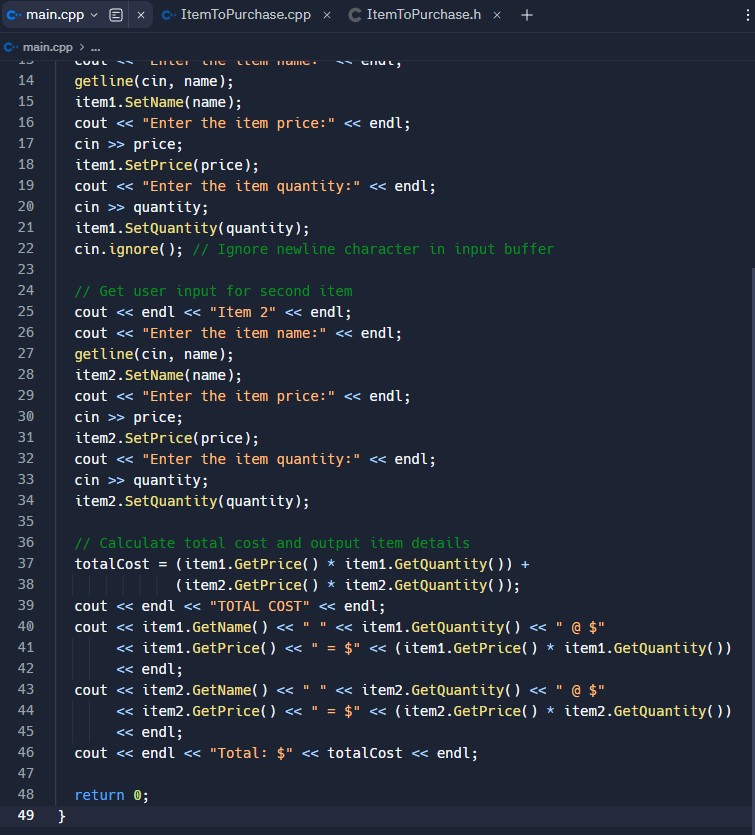 main.cpp ItemToPurchase.cpp ItemToPurchase.h
main.cpp > ...
13 cout << "Enter the item name:" << endl;
14 getline(cin, name);
15 item1.SetName(name);
16 cout << "Enter the item price:" << endl;
17 cin >> price;
18 item1.SetPrice(price);
19 cout << "Enter the item quantity:" << endl;
20 cin >> quantity;
21 item1.SetQuantity(quantity);
22 cin.ignore(); // Ignore newline character in input buffer
23
24 // Get user input for second item
25 cout << endl << "Item 2" << endl;
26 cout << "Enter the item name:" << endl;
27 getline(cin, name);
28 item2.SetName(name);
29 cout << "Enter the item price:" << endl;
30 cin >> price;
31 item2.SetPrice(price);
32 cout << "Enter the item quantity:" << endl;
33 cin >> quantity;
34 item2.SetQuantity(quantity);
35
36 // Calculate total cost and output item details
37 totalCost = (item1.GetPrice() * item1.GetQuantity()) +
38 (item2.GetPrice() * item2.GetQuantity());
39 cout << endl << "TOTAL COST" << endl;
40 cout << item1.GetName() << " " << item1.GetQuantity() << " @ $"
41 << item1.GetPrice() << " = $" << (item1.GetPrice() * item1.GetQuantity())
42 << endl;
43 cout << item2.GetName() << " " << item2.GetQuantity() << " @ $"
44 << item2.GetPrice() << " = $" << (item2.GetPrice() * item2.GetQuantity())
45 << endl;
46 cout << endl << "Total: $" << totalCost << endl;
47
48 return 0;
49 }